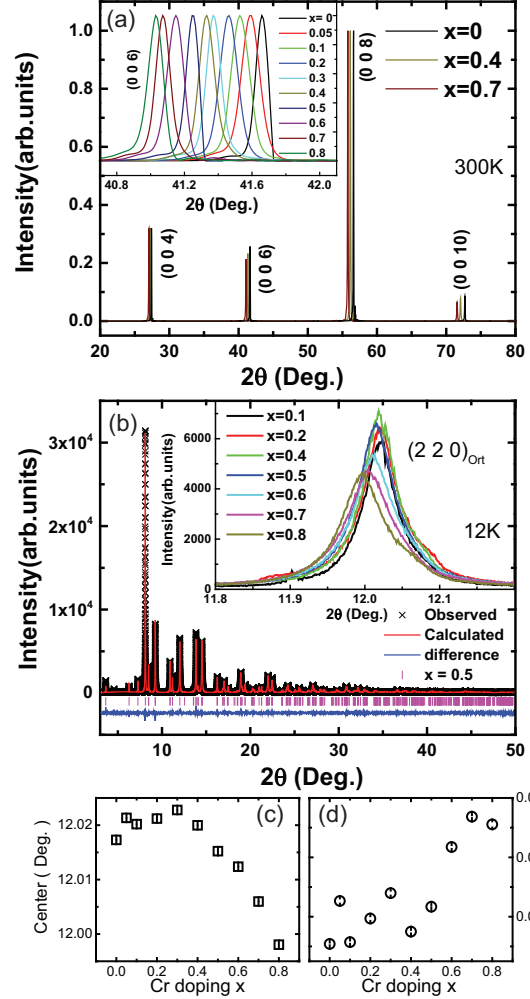 (a)
(0 0 6)
x= 0
0.05
0.1
0.2
0.3
0.4
0.5
0.6
0.7
0.8
40.8 41.2 41.6 42.0
2θ (Deg.)
(0 0 8)
x=0
x=0.4
x=0.7
300K
(0 0 4)
(0 0 6)
(0 0 10)
1.0
0.8
0.6
0.4
0.2
0.0
Intensity(arb.units)
20 30 40 50 60 70 80
2θ (Deg.)
(b)
x=0.1
x=0.2
x=0.4
x=0.5
x=0.6
x=0.7
x=0.8
(2 2 0)Ort
12K
6000
4000
2000
0
Intensity(arb.units)
11.8 11.9 12.0 12.1
2θ (Deg.)
Observed
Calculated
difference
x = 0.5
3x10⁴
2x10⁴
1x10⁴
0
Intensity(arb.units)
10 20 30 40 50
2θ (Deg.)
(c)
12.02
12.01
12.00
Center ( Deg. )
0.0 0.2 0.4 0.6 0.8
Cr doping x
(d)
0.0 0.2 0.4 0.6 0.8
Cr doping x